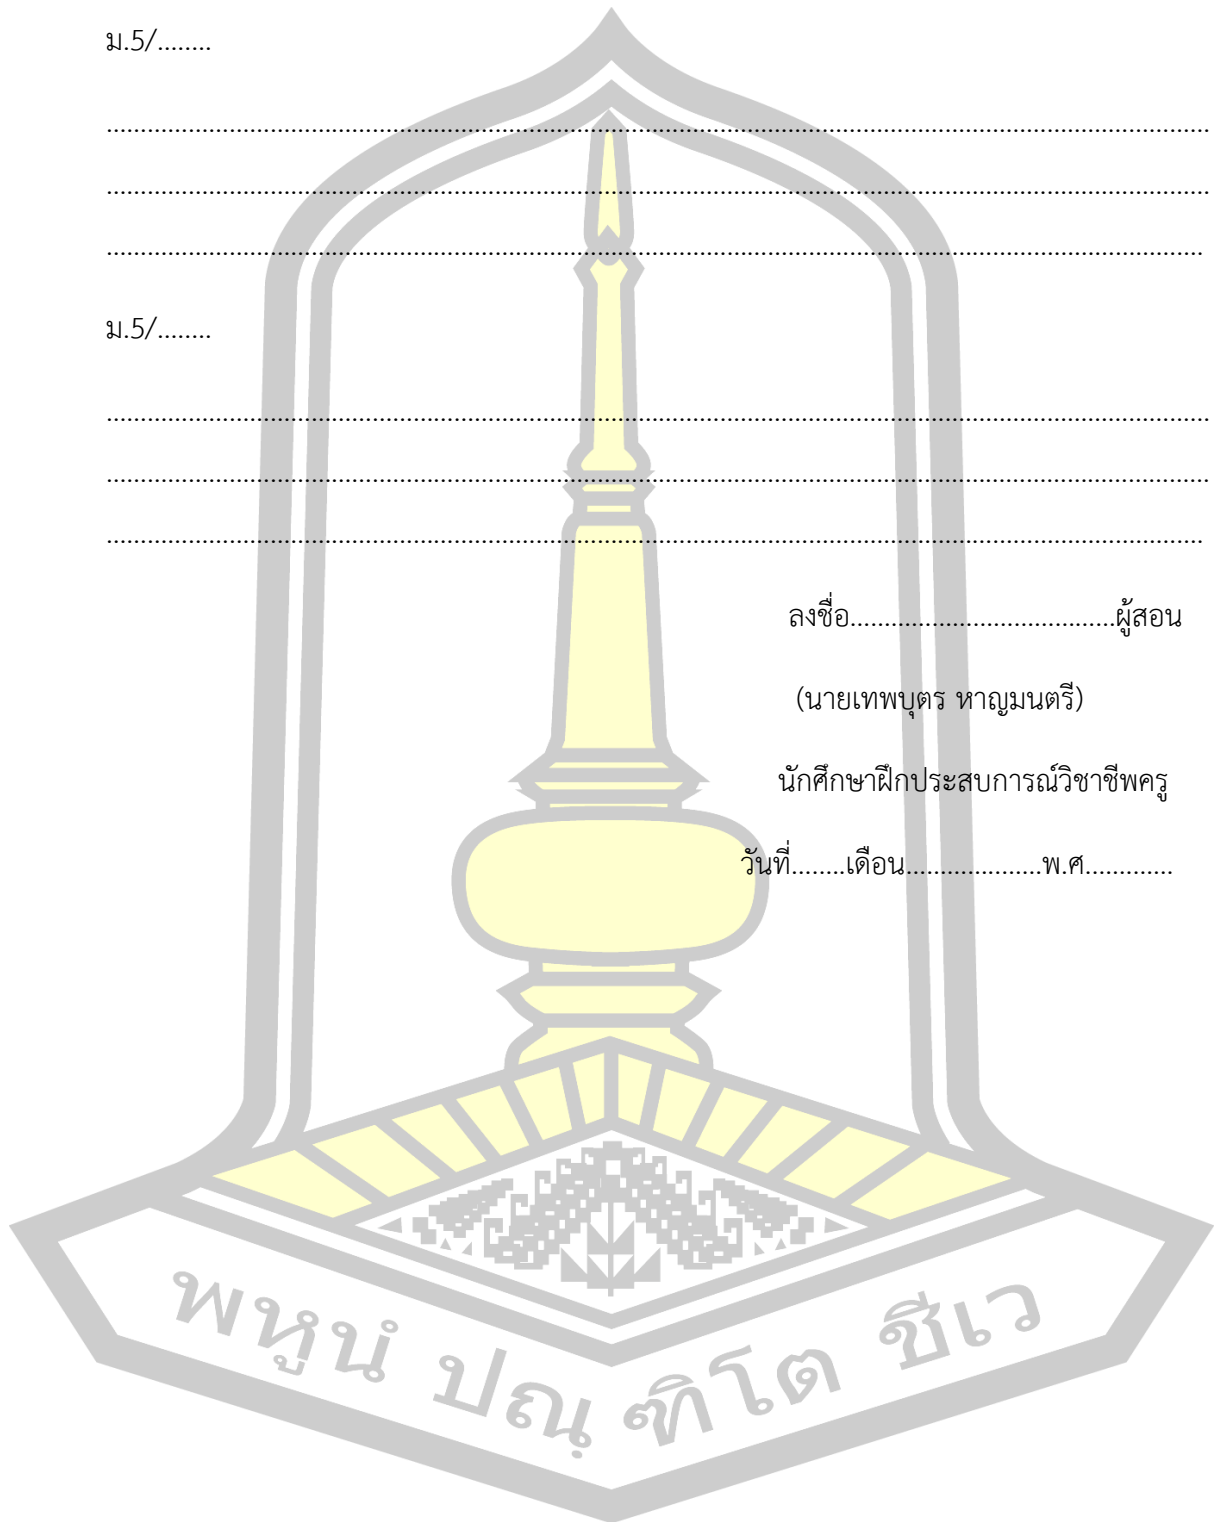 ม.5/........
....................................................................................................................................................................
....................................................................................................................................................................
...................................................................................................................................................................
ม.5/........
....................................................................................................................................................................
....................................................................................................................................................................
...................................................................................................................................................................
ลงชื่อ.......................................ผู้สอน
(นายเทพบุตร หาญมนตรี)
นักศึกษาฝึกประสบการณ์วิชาชีพครู
วันที่........เดือน....................พ.ศ.............
พหูนํ ปณฺ ฑิโต ชีเว